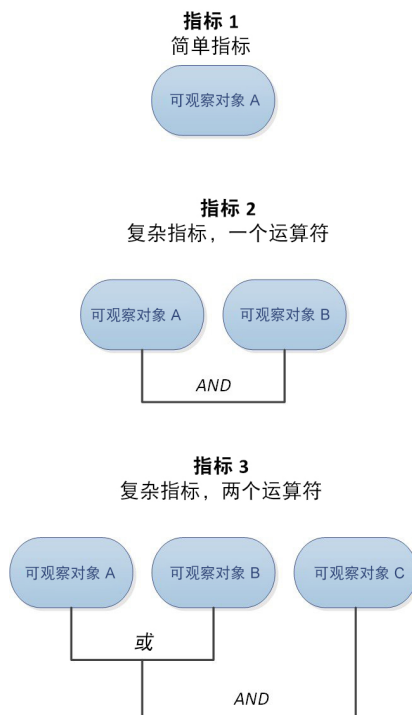 指标 1
简单指标
可观察对象 A
指标 2
复杂指标，一个运算符
可观察对象 A
可观察对象 B
AND
指标 3
复杂指标，两个运算符
可观察对象 A
可观察对象 B
可观察对象 C
或
AND